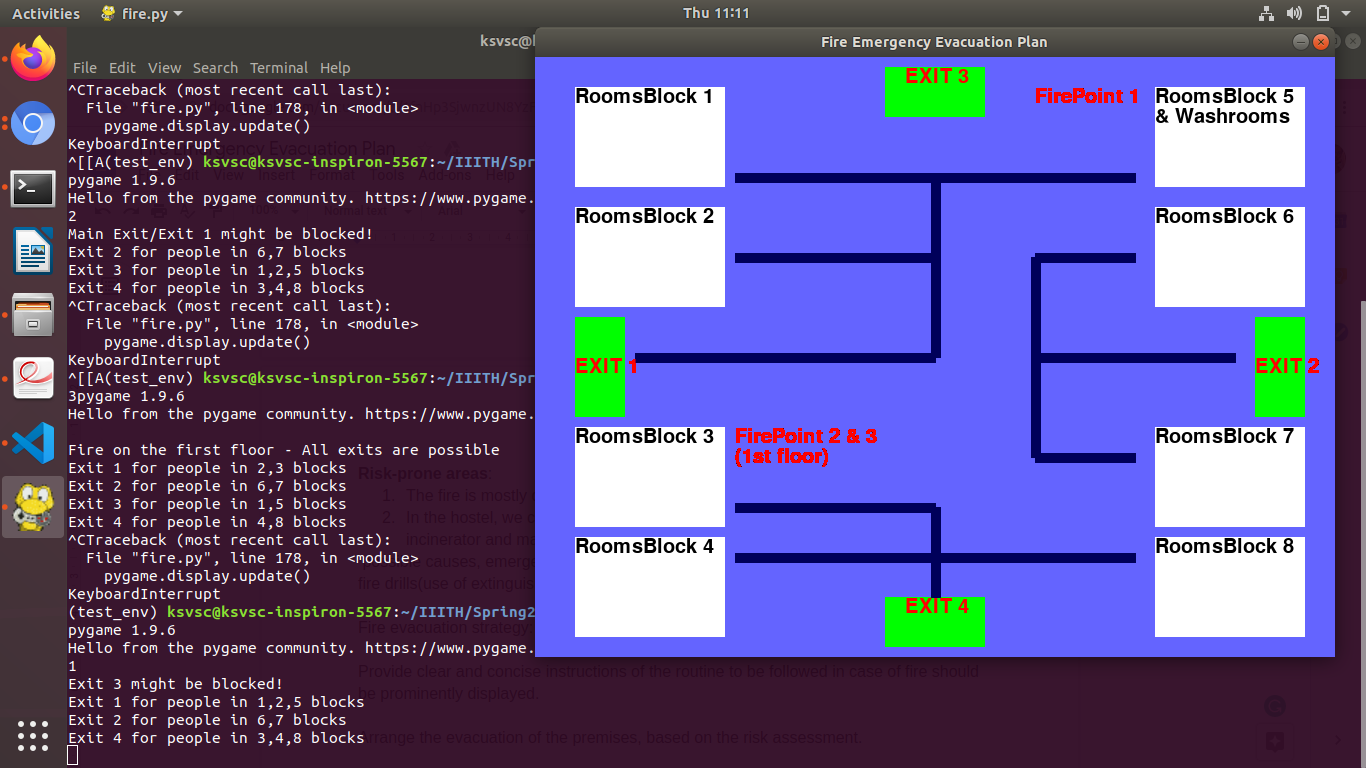 Activities
fire.py
Thu 11:11
ksvsc@
File Edit View Search Terminal Help
^CTraceback (most recent call last):
  File "fire.py", line 178, in <module>
    pygame.display.update()
KeyboardInterrupt
^[[A(test_env) ksvsc@ksvsc-inspiron-5567:~/IIITH/Spr
pygame 1.9.6
Hello from the pygame community. https://www.pygame.
2
Main Exit/Exit 1 might be blocked!
Exit 2 for people in 6,7 blocks
Exit 3 for people in 1,2,5 blocks
Exit 4 for people in 3,4,8 blocks
^CTraceback (most recent call last):
  File "fire.py", line 178, in <module>
    pygame.display.update()
KeyboardInterrupt
^[[A(test_env) ksvsc@ksvsc-inspiron-5567:~/IIITH/Spr
3pygame 1.9.6
Hello from the pygame community. https://www.pygame.
Fire on the first floor - All exits are possible
Exit 1 for people in 2,3 blocks
Exit 2 for people in 6,7 blocks
Exit 3 for people in 1,5 blocks
Exit 4 for people in 4,8 blocks
^CTraceback (most recent call last):
  File "fire.py", line 178, in <module>
    pygame.display.update()
KeyboardInterrupt
(test_env) ksvsc@ksvsc-inspiron-5567:~/IIITH/Spring2
pygame 1.9.6
Hello from the pygame community. https://www.pygame.
1
Exit 3 might be blocked!
Exit 1 for people in 1,2,5 blocks
Exit 2 for people in 6,7 blocks
Exit 4 for people in 3,4,8 blocks
Risk-prone areas:
1. The fire is mostly
2. In the hostel, we
incinerator and
causes, emerge
fire drills(use of extinguis
Fire evacuation strategy
Provide clear and concise instructions of the routine to be followed in case of fire should
be prominently displayed.
Arrange the evacuation of the premises, based on the risk assessment.
Fire Emergency Evacuation Plan
EXIT 3
RoomsBlock 1
FirePoint 1
RoomsBlock 5
& Washrooms
RoomsBlock 2
RoomsBlock 6
EXIT 1
EXIT 2
RoomsBlock 3
FirePoint 2 & 3
(1st floor)
RoomsBlock 7
RoomsBlock 4
RoomsBlock 8
EXIT 4